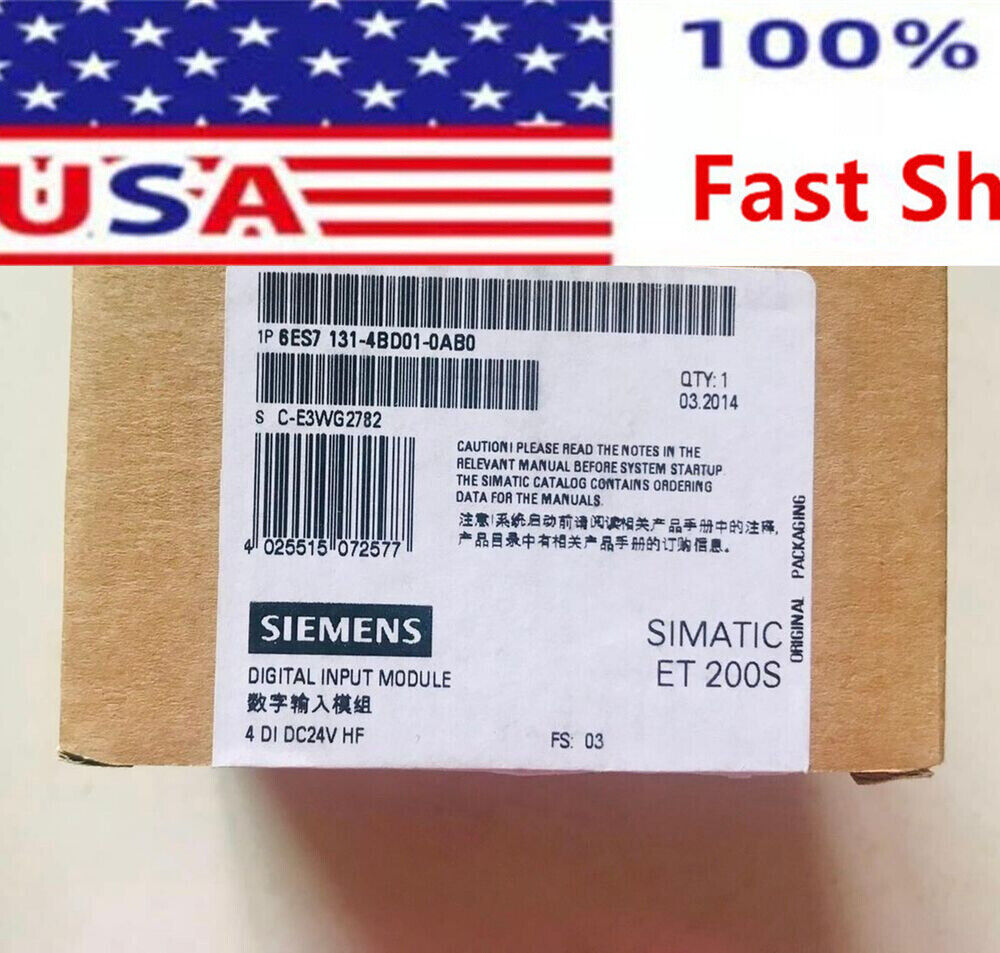 100%
USA
Fast Sh
1P 6ES7 131-4BD01-0AB0
QTY: 1
03.2014
S C-E3WG2782
CAUTION! PLEASE READ THE NOTES IN THE
RELEVANT MANUAL BEFORE SYSTEM STARTUP.
THE SIMATIC CATALOG CONTAINS ORDERING
DATA FOR THE MANUALS.
注意!系统启动前请阅读相关产品手册中的注释,
产品目录中有相关产品手册的订购信息。
4 025515 072577
ORIGINAL PACKAGING
SIEMENS
SIMATIC
ET 200S
DIGITAL INPUT MODULE
数字输入模组
4 DI DC24V HF
FS: 03